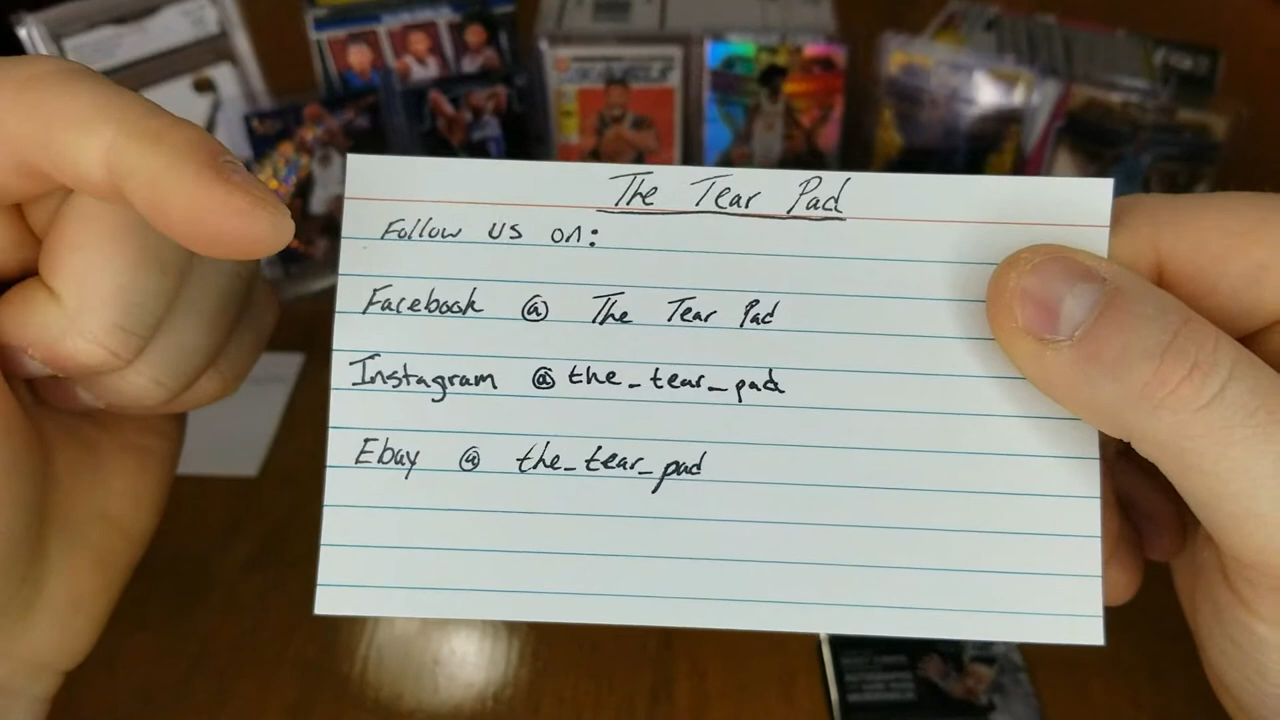 The Tear Pad
Follow us on:
Facebook @ The Tear Pad
Instagram @the_tear_pad
Ebay @ the_tear_pad